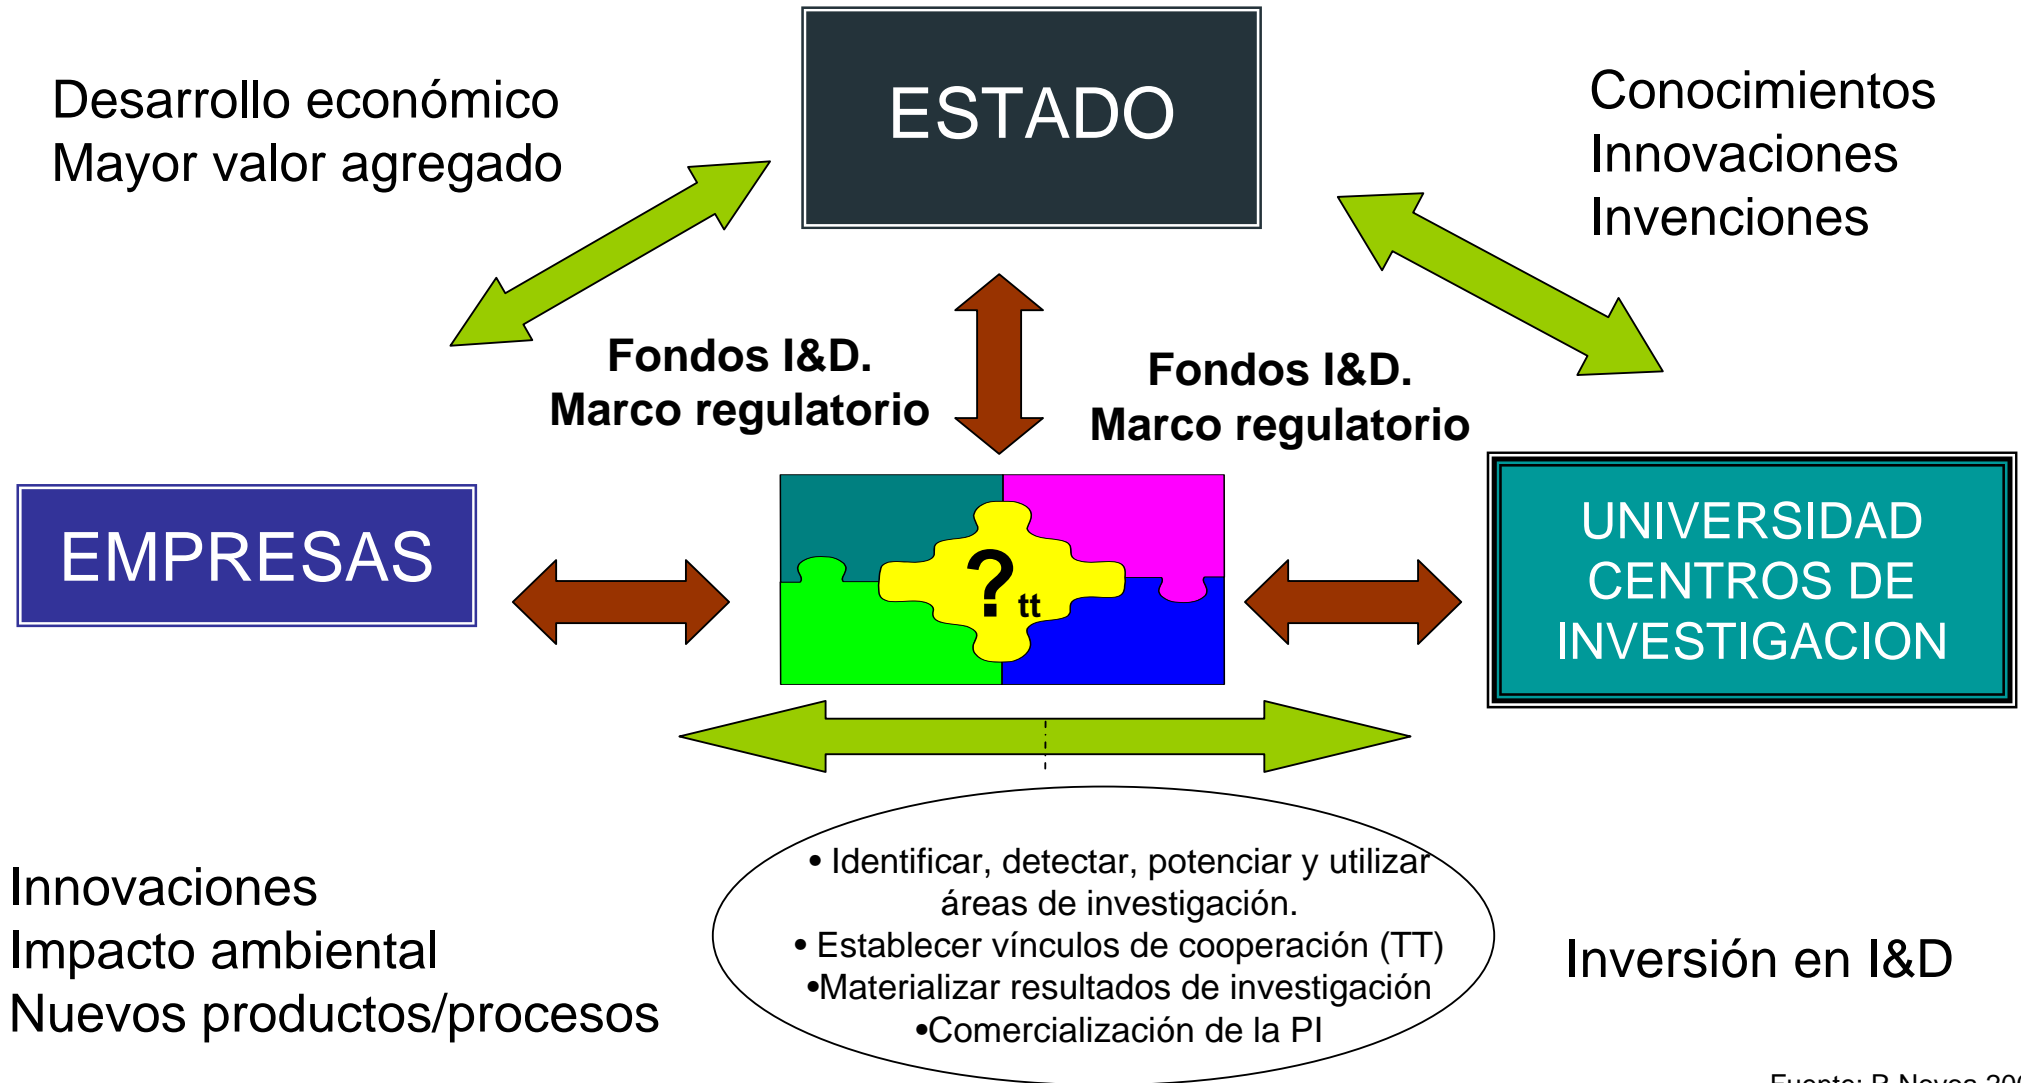 Desarrollo económico
Mayor valor agregado
ESTADO
Conocimientos
Innovaciones
Invenciones
Fondos I&D.
Marco regulatorio
Fondos I&D.
Marco regulatorio
EMPRESAS
? tt
UNIVERSIDAD
CENTROS DE
INVESTIGACION
• Identificar, detectar, potenciar y utilizar
áreas de investigación.
• Establecer vínculos de cooperación (TT)
•Materializar resultados de investigación
•Comercialización de la PI
Innovaciones
Impacto ambiental
Nuevos productos/procesos
Inversión en I&D
Fuente: